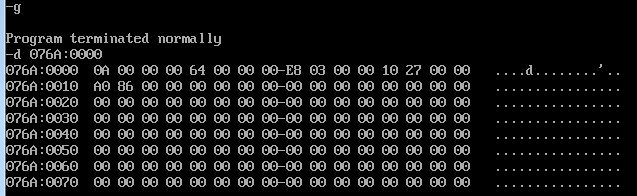 -g
Program terminated normally
-d 076A:0000
076A:0000  0A 00 00 00 64 00 00 00-E8 03 00 00 10 27 00 00   ....d........'..
076A:0010  A0 86 00 00 00 00 00 00-00 00 00 00 00 00 00 00   ................
076A:0020  00 00 00 00 00 00 00 00-00 00 00 00 00 00 00 00   ................
076A:0030  00 00 00 00 00 00 00 00-00 00 00 00 00 00 00 00   ................
076A:0040  00 00 00 00 00 00 00 00-00 00 00 00 00 00 00 00   ................
076A:0050  00 00 00 00 00 00 00 00-00 00 00 00 00 00 00 00   ................
076A:0060  00 00 00 00 00 00 00 00-00 00 00 00 00 00 00 00   ................
076A:0070  00 00 00 00 00 00 00 00-00 00 00 00 00 00 00 00   ................